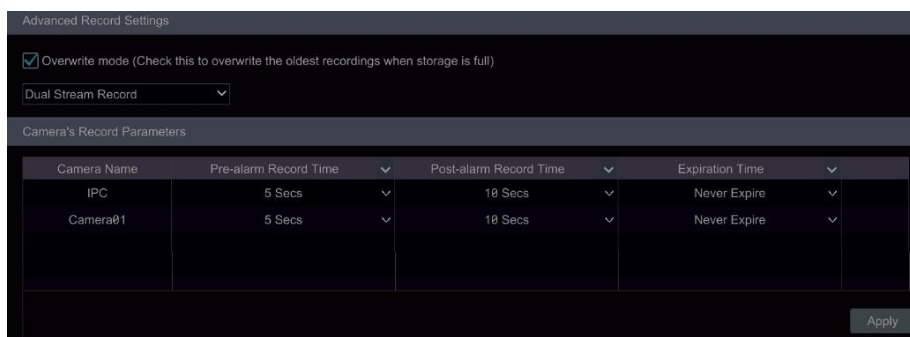 Advanced Record Settings
Overwrite mode (Check this to overwrite the oldest recordings when storage is full)
Dual Stream Record
Camera's Record Parameters
Camera Name Pre-alarm Record Time Post-alarm Record Time Expiration Time
IPC 5 Secs 10 Secs Never Expire
Camera01 5 Secs 10 Secs Never Expire
Apply